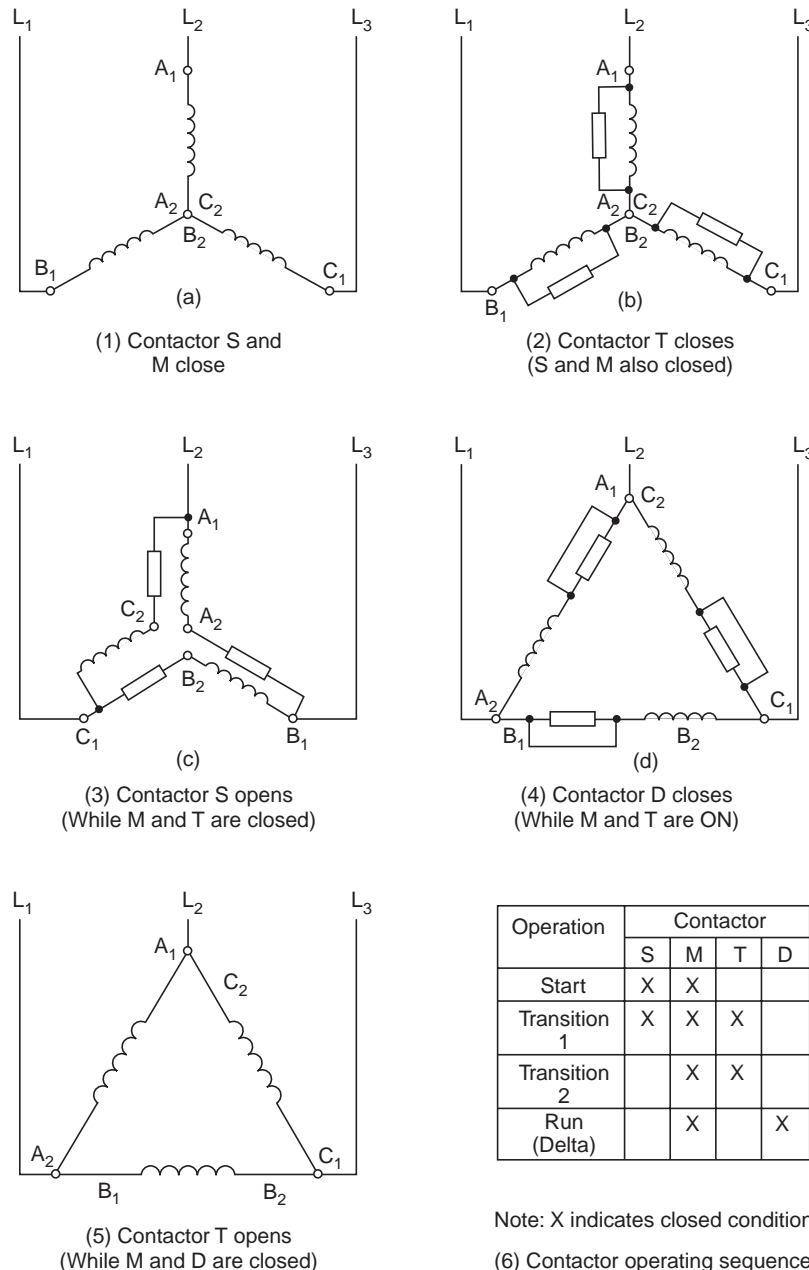 L1 L2 L3
A1
A2 C2
B2
B1 C1
(a)
(1) Contactor S and
M close
L1 L2 L3
A1
A2 C2
B2
B1 C1
(b)
(2) Contactor T closes
(S and M also closed)
L1 L2 L3
A1
C2 A2
B2
C1 B1
(c)
(3) Contactor S opens
(While M and T are closed)
L1 L2 L3
A1 C2
A2 C1
B1 B2
(d)
(4) Contactor D closes
(While M and T are ON)
L1 L2 L3
A1
C2
A2 C1
B1 B2
(5) Contactor T opens
(While M and D are closed)
Operation Contactor
S M T D
Start X X
Transition X X X
1
Transition X X
2
Run X X
(Delta)
Note: X indicates closed condition
(6) Contactor operating sequence